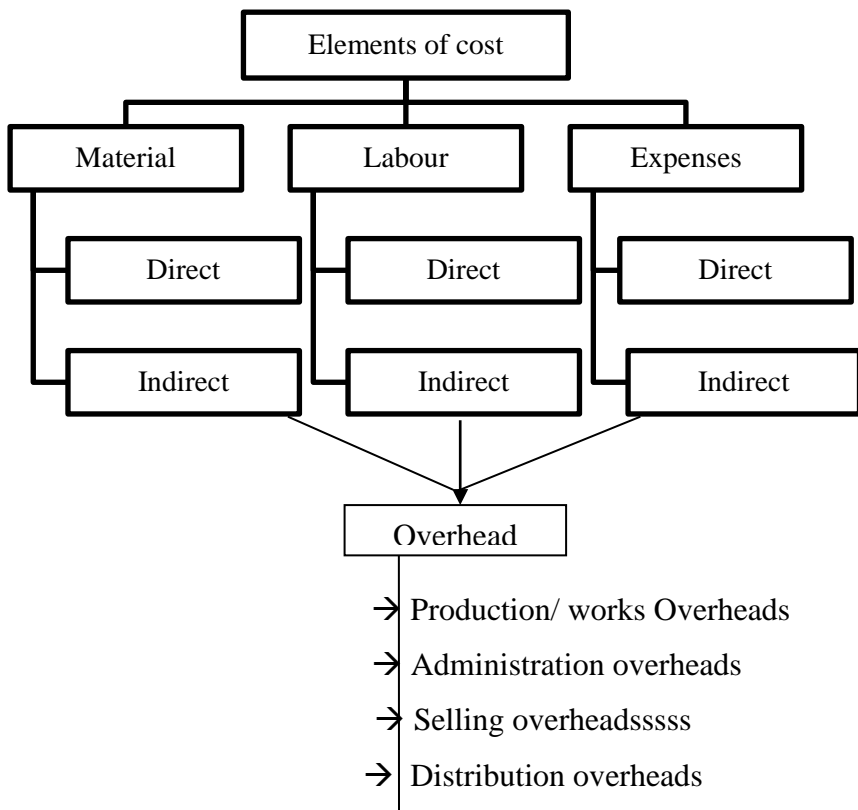 Elements of cost
Material Labour Expenses
Direct Direct Direct
Indirect Indirect Indirect
Overhead
→ Production/ works Overheads
→ Administration overheads
→ Selling overheadsssss
→ Distribution overheads